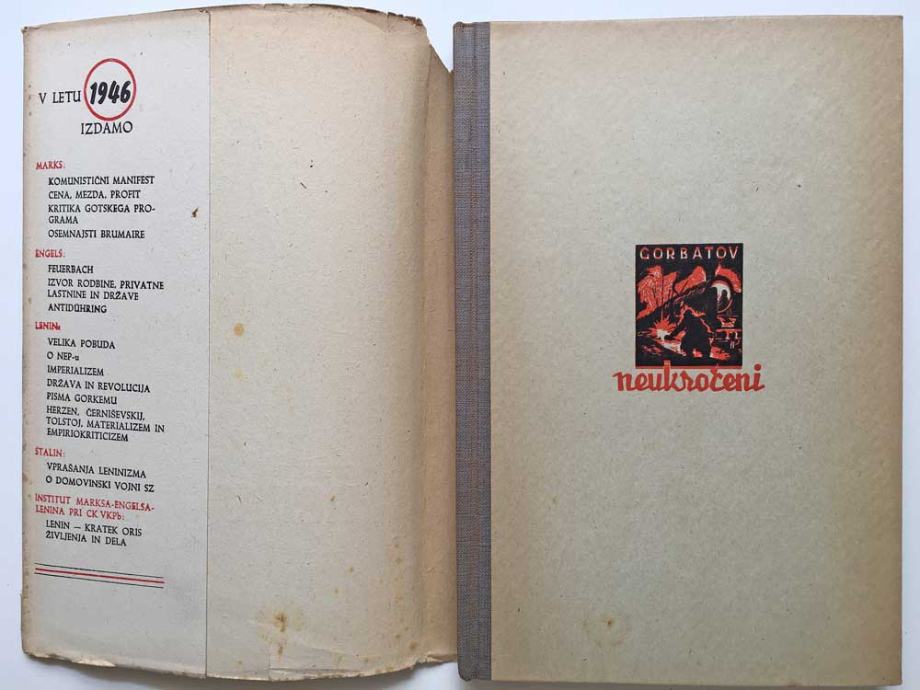 V LETU 1946
IZDAMO
MARKS:
KOMUNISTIČNI MANIFEST
CENA, MEZDA, PROFIT
KRITIKA GOTSKEGA PRO-
GRAMA
OSEMNAJSTI BRUMAIRE
ENGELS:
FEUERBACH
IZVOR RODBINE, PRIVATNE
LASTNINE IN DRŽAVE
ANTIDÜHRING
LENIN:
VELIKA POBUDA
O NEP-u
IMPERIALIZEM
DRŽAVA IN REVOLUCIJA
PISMA GORKEMU
HERZEN, ČERNIŠEVSKIJ,
TOLSTOJ, MATERIALIZEM IN
EMPIRIOKRITICIZEM
STALIN:
VPRAŠANJA LENINIZMA
O DOMOVINSKI VOJNI SZ
INSTITUT MARKSA-ENGELSA-
LENINA PRI CK VKPb:
LENIN — KRATEK ORIS
ŽIVLJENJA IN DELA
GORBATOV
neukročeni